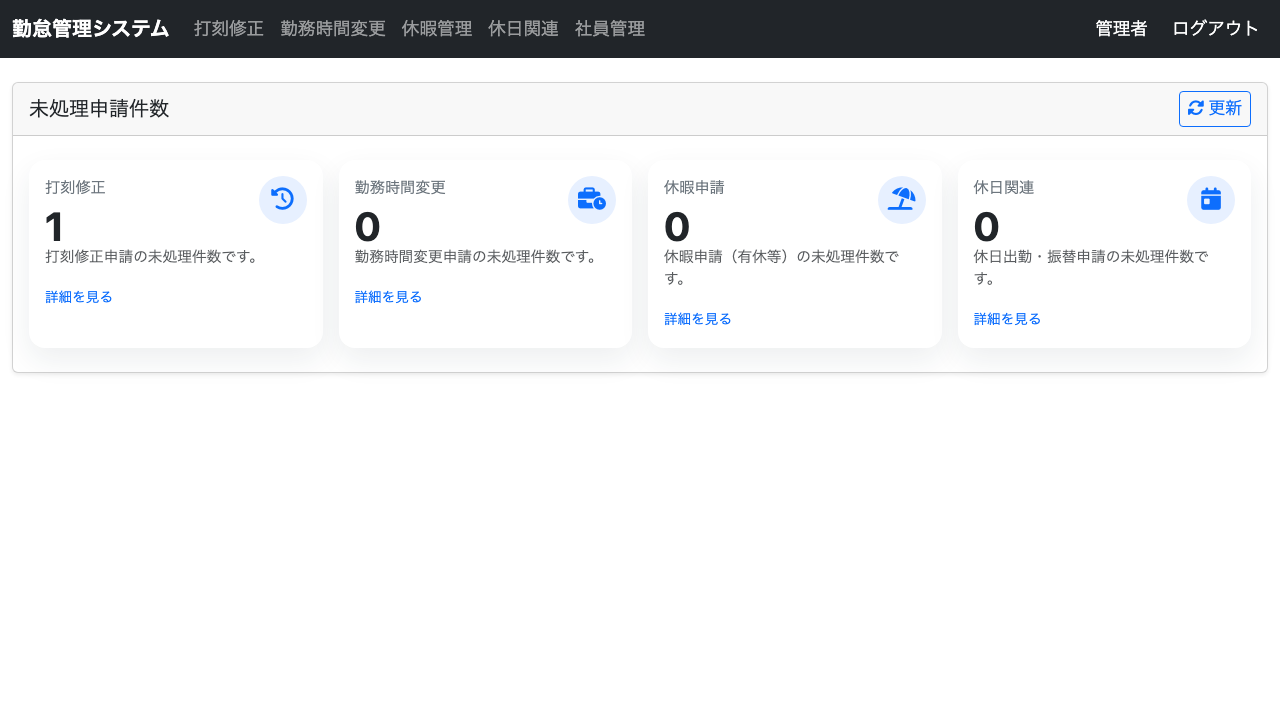 勤怠管理システム 打刻修正 勤務時間変更 休暇管理 休日関連 社員管理 管理者 ログアウト
未処理申請件数 更新
打刻修正
1
打刻修正申請の未処理件数です。
詳細を見る
勤務時間変更
0
勤務時間変更申請の未処理件数です。
詳細を見る
休暇申請
0
休暇申請（有休等）の未処理件数で
す。
詳細を見る
休日関連
0
休日出勤・振替申請の未処理件数で
す。
詳細を見る